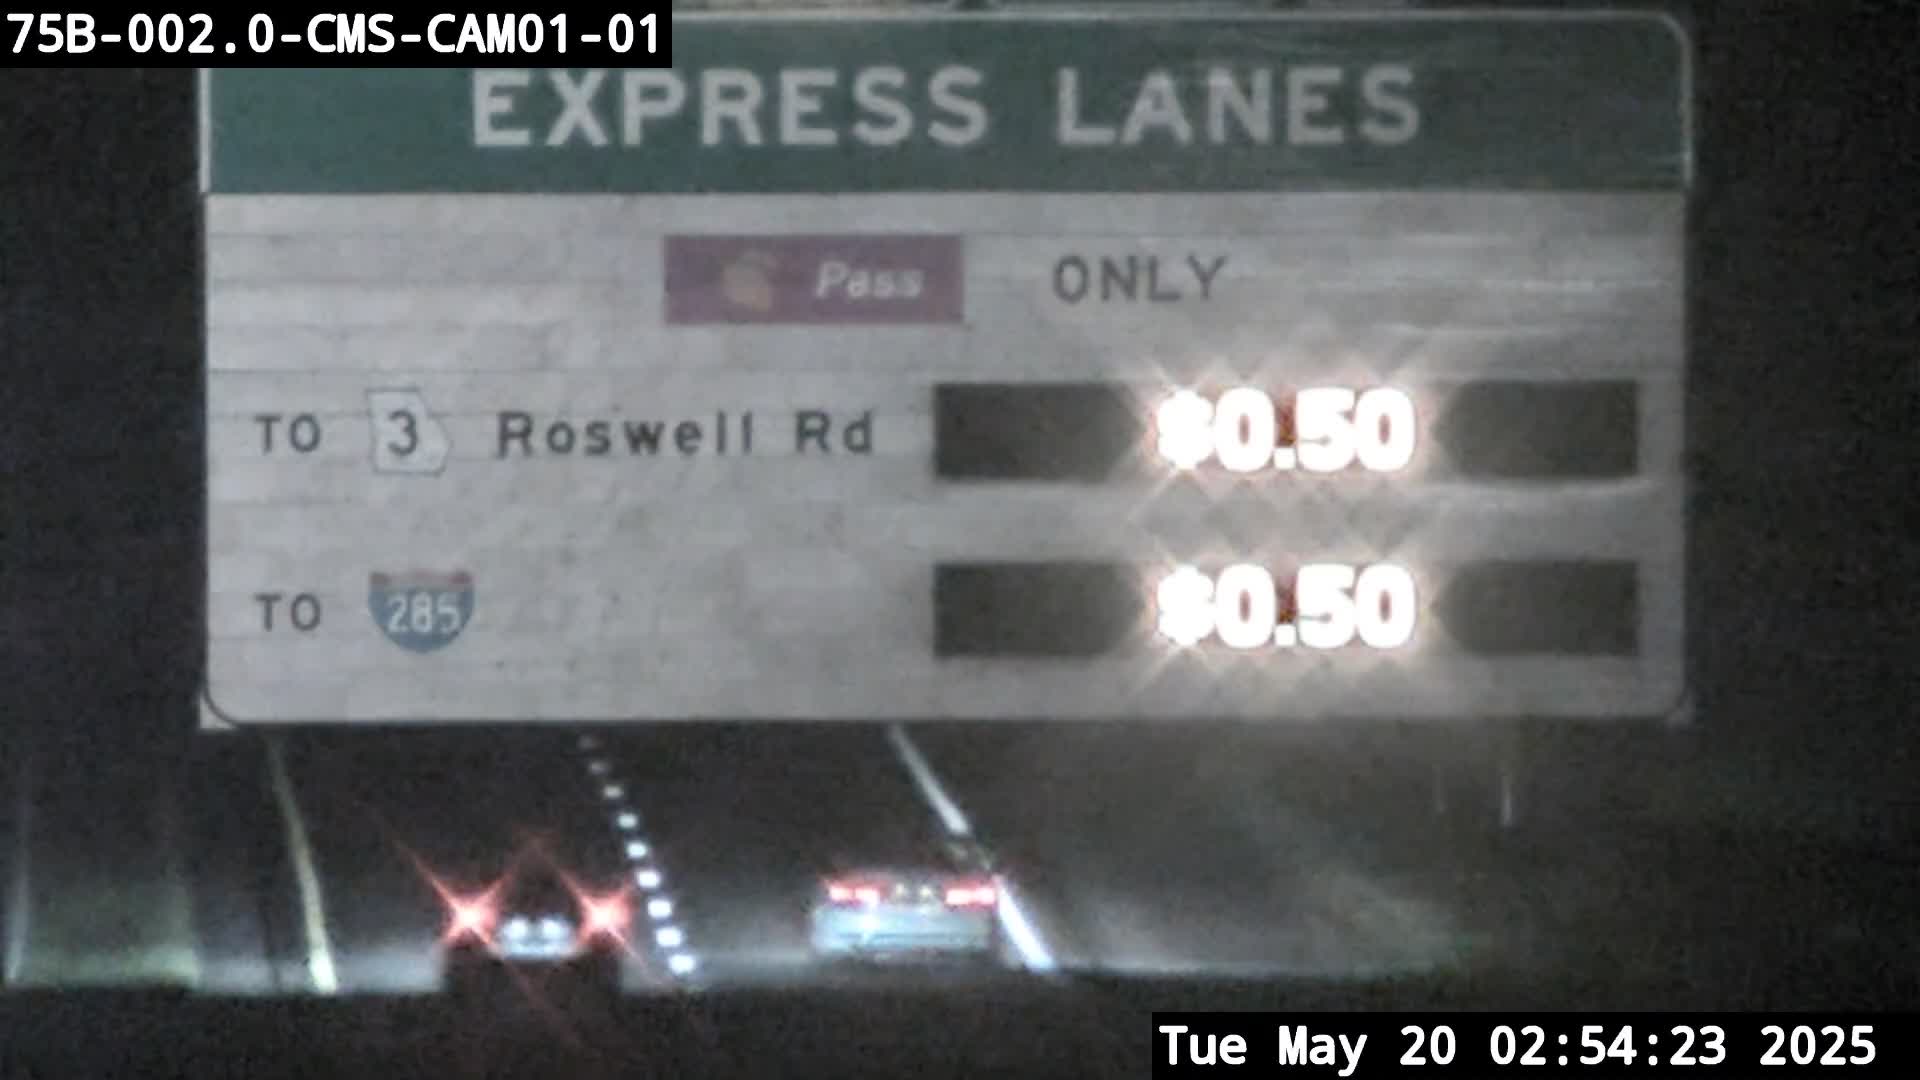 75B-002.0-CMS-CAM01-01
EXPRESS LANES
Pass ONLY
TO 3 Roswell Rd $0.50
TO 285 $0.50
Tue May 20 02:54:23 2025